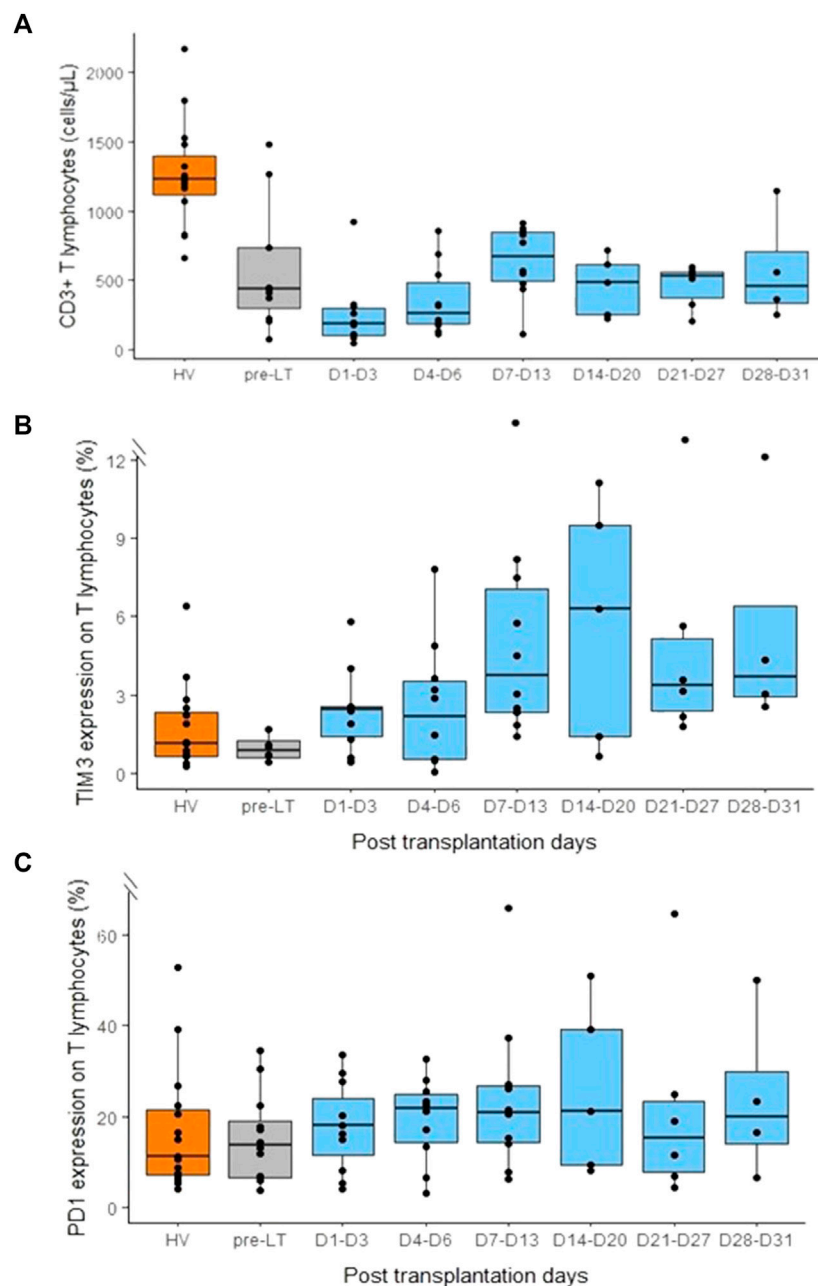 A
CD3+ T lymphocytes (cells/µL)
2000
1500
1000
500
0
HV pre-LT D1-D3 D4-D6 D7-D13 D14-D20 D21-D27 D28-D31
B
TIM3 expression on T lymphocytes (%)
12
9
6
3
0
HV pre-LT D1-D3 D4-D6 D7-D13 D14-D20 D21-D27 D28-D31
Post transplantation days
C
PD1 expression on T lymphocytes (%)
60
40
20
0
HV pre-LT D1-D3 D4-D6 D7-D13 D14-D20 D21-D27 D28-D31
Post transplantation days